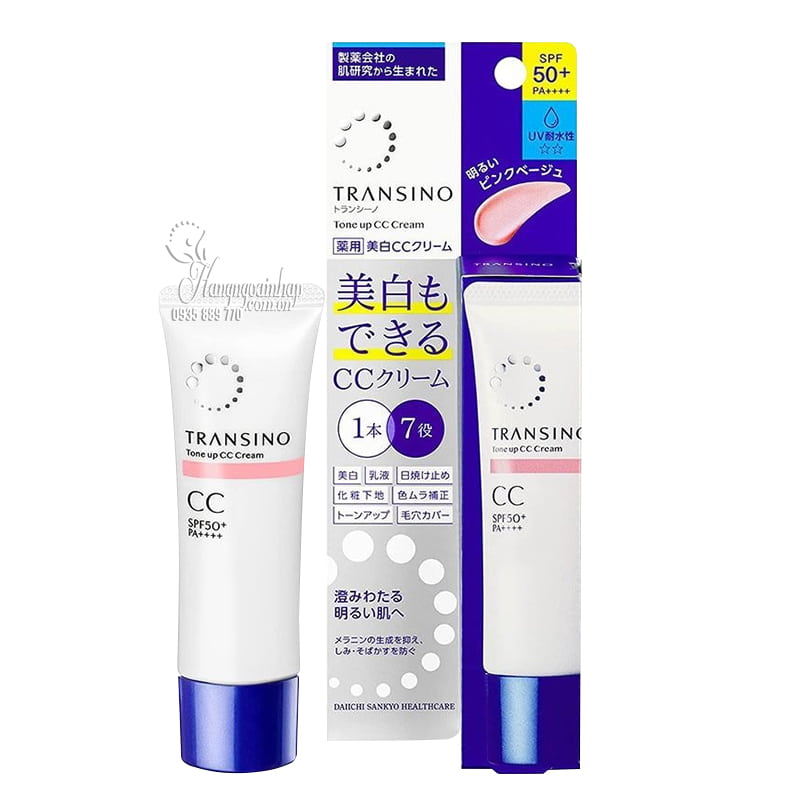 製薬会社の
肌研究から生まれた
TRANSINO
トランシーノ
Tone up CC Cream
薬用 美白CCクリーム
美白も
できる
CCクリーム
1本 7役
美白 乳液 日焼け止め
化粧下地 色ムラ補正
トーンアップ 毛穴カバー
澄みわたる
明るい肌へ
メラニンの生成を抑え、
しみ・そばかすを防ぐ
DAIICHI SANKYO HEALTHCARE
SPF
50+
PA++++
UV耐水性
☆☆
明るい
ピンクベージュ
TRANSINO
TRANSINO
Tone up CC Cream
CC
SPF50+
PA++++
Hangngoainhap
.com.vn
0935 889 770
TRANSINO
Tone up CC Cream
CC
SPF50+
PA++++